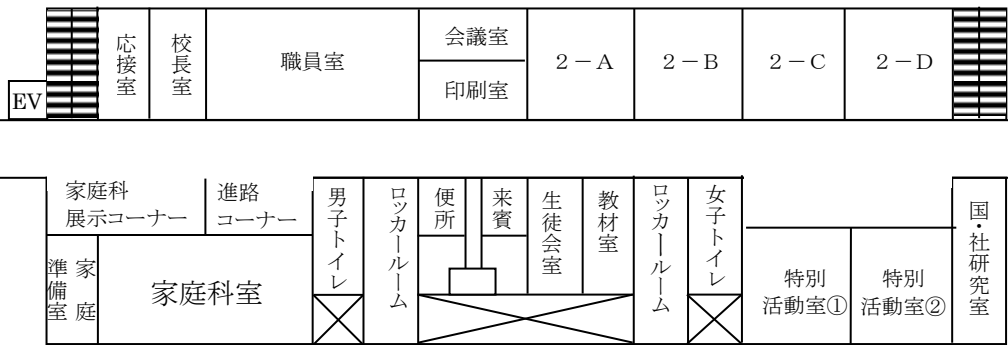 EV
応接室
校長室
職員室
会議室
印刷室
２－Ａ
２－Ｂ
２－Ｃ
２－Ｄ
家庭科
展示コーナー
進路
コーナー
男子トイレ
ロッカールーム
便所
来賓
生徒会室
教材室
ロッカールーム
女子トイレ
国・社研究室
家庭
準備室
家庭科室
特別
活動室①
特別
活動室②